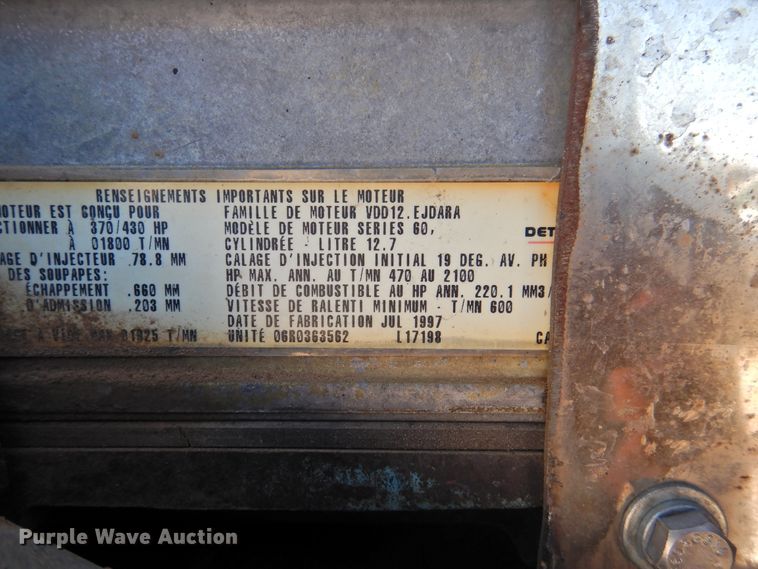 RENSEIGNEMENTS IMPORTANTS SUR LE MOTEUR
MOTEUR EST CONÇU POUR
CTIONNER À 370/430 HP
À 01800 T/MN
LAGE D'INJECTEUR .78.8 MM
DES SOUPAPES:
ÉCHAPPEMENT .660 MM
D'ADMISSION .203 MM
À VIDE MAX 01925 T/MN
FAMILLE DE MOTEUR VDD12.EJDARA
MODÈLE DE MOTEUR SERIES 60,
CYLINDRÉE - LITRE 12.7
CALAGE D'INJECTION INITIAL 19 DEG. AV. PH
HP MAX. ANN. AU T/MN 470 AU 2100
DÉBIT DE COMBUSTIBLE AU HP ANN. 220.1 MM3/
VITESSE DE RALENTI MINIMUM - T/MN 600
DATE DE FABRICATION JUL 1997
UNITÉ 06R0363562 L17198
DET
CA
Purple Wave Auction